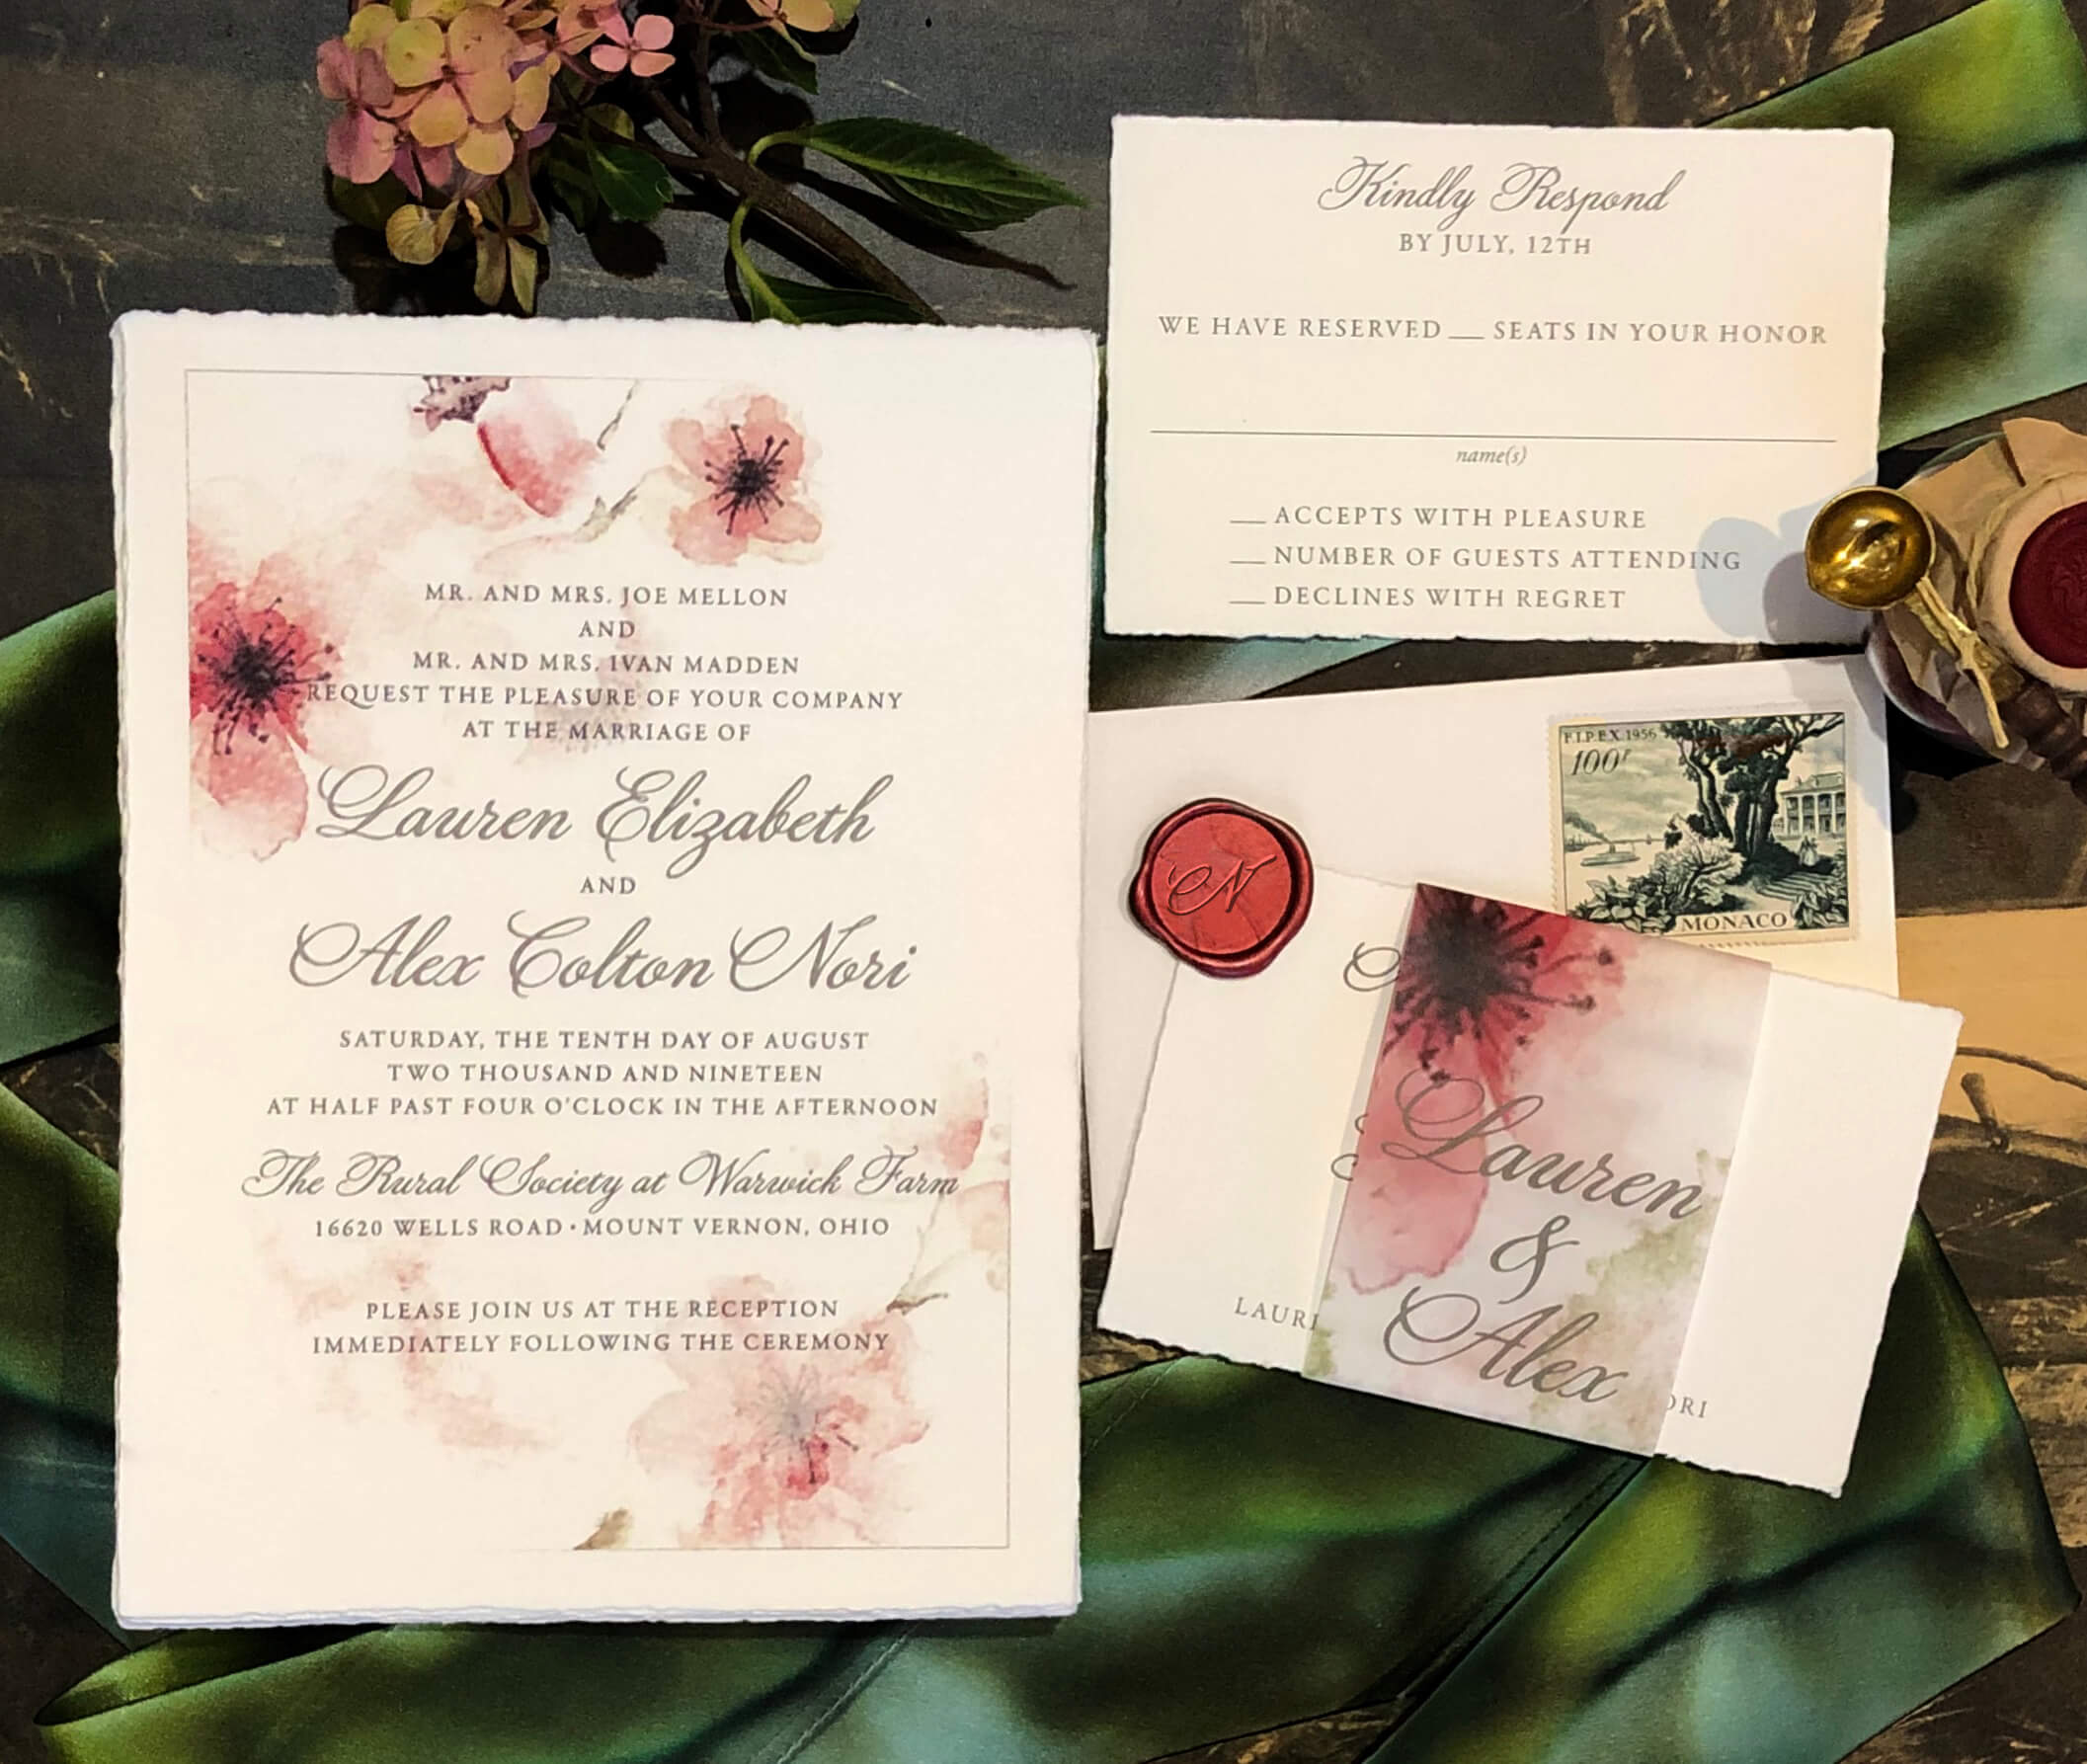 MR. AND MRS. JOE MELLON
AND
MR. AND MRS. IVAN MADDEN
REQUEST THE PLEASURE OF YOUR COMPANY
AT THE MARRIAGE OF
Lauren Elizabeth
AND
Alex Colton Nori
SATURDAY, THE TENTH DAY OF AUGUST
TWO THOUSAND AND NINETEEN
AT HALF PAST FOUR O'CLOCK IN THE AFTERNOON
The Rural Society at Warwick Farm
16620 WELLS ROAD • MOUNT VERNON, OHIO
PLEASE JOIN US AT THE RECEPTION
IMMEDIATELY FOLLOWING THE CEREMONY
Kindly Respond
BY JULY, 12TH
WE HAVE RESERVED __ SEATS IN YOUR HONOR
name(s)
__ ACCEPTS WITH PLEASURE
__ NUMBER OF GUESTS ATTENDING
__ DECLINES WITH REGRET
F.I.P.EX 1956
100F
MONACO
N
Lauren
&
Alex